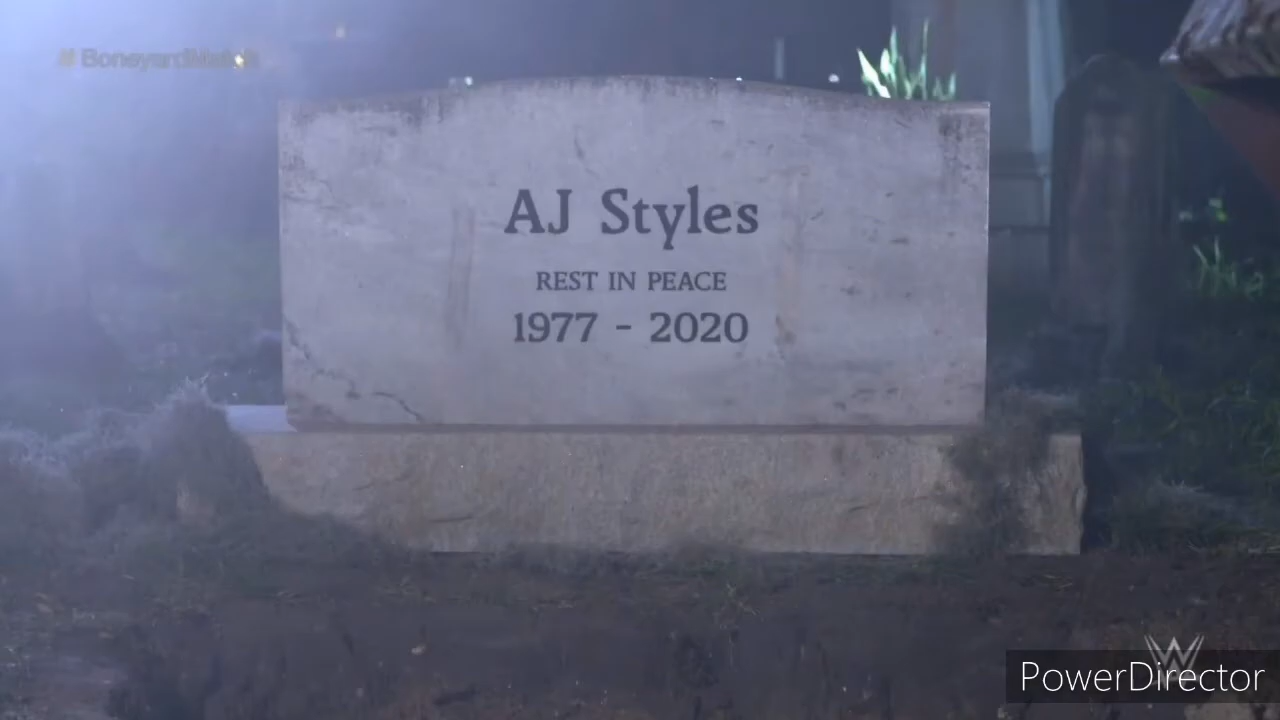 # BoneyardMatch
AJ Styles
REST IN PEACE
1977 - 2020
W
PowerDirector